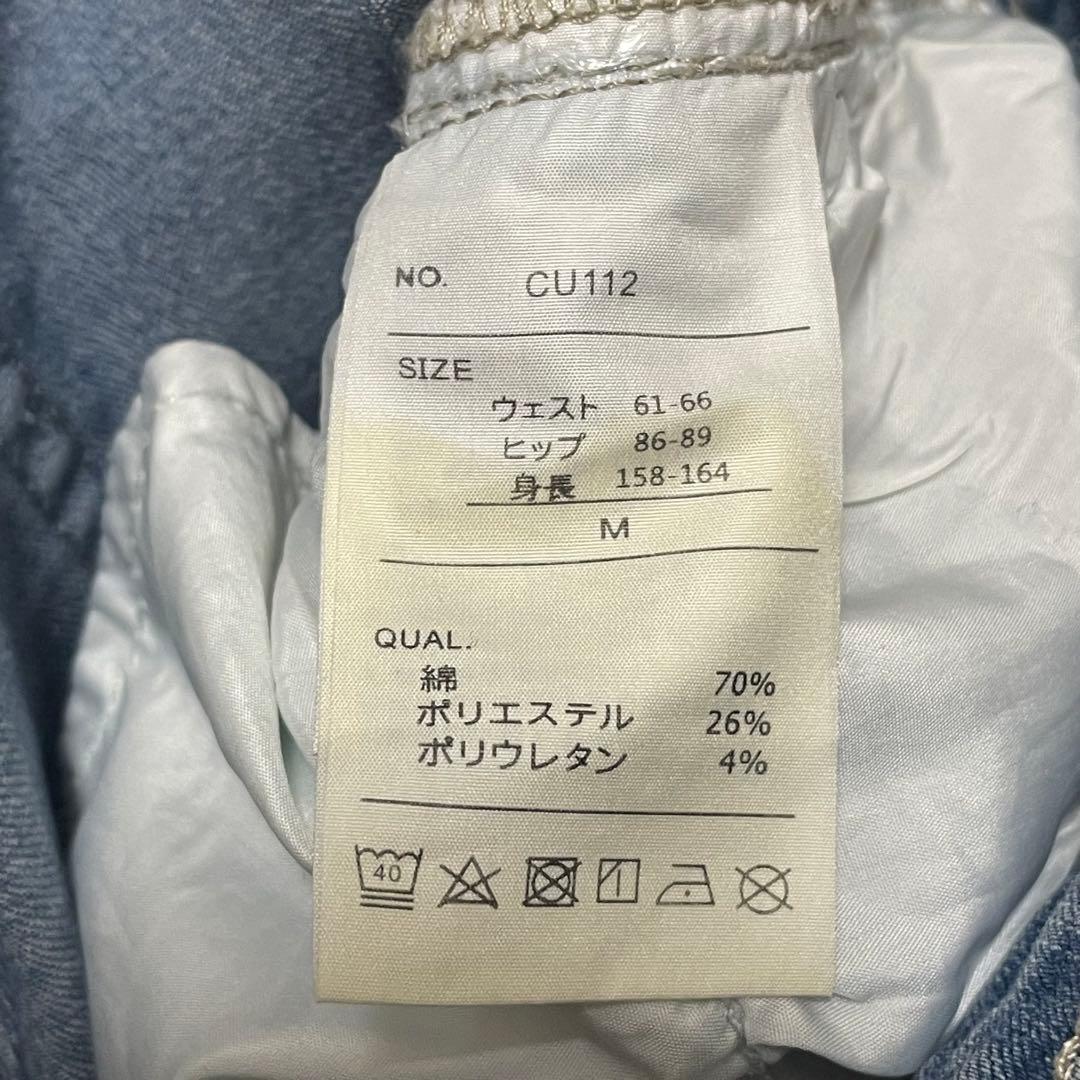 NO. CU112
SIZE
ウェスト 61-66
ヒップ 86-89
身長 158-164
M
QUAL.
綿 70%
ポリエステル 26%
ポリウレタン 4%
40